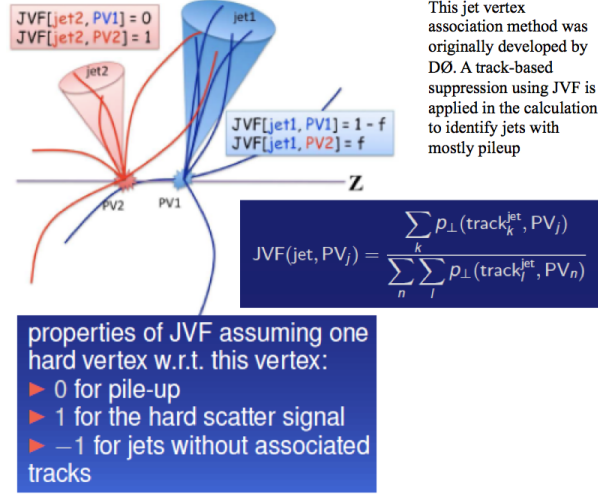 JVF[jet2, PV1] = 0
JVF[jet2, PV2] = 1
jet1
jet2
This jet vertex
association method was
originally developed by
DØ. A track-based
suppression using JVF is
applied in the calculation
to identify jets with
mostly pileup
JVF[jet1, PV1] = 1 - f
JVF[jet1, PV2] = f
Z
PV2
PV1
JVF(jet, PVⱼ) = ∑ₖ p⊥(trackₖʲᵉᵗ, PVⱼ) / ∑ₙ ∑ₗ p⊥(trackₗʲᵉᵗ, PVₙ)
properties of JVF assuming one
hard vertex w.r.t. this vertex:
► 0 for pile-up
► 1 for the hard scatter signal
► −1 for jets without associated
tracks